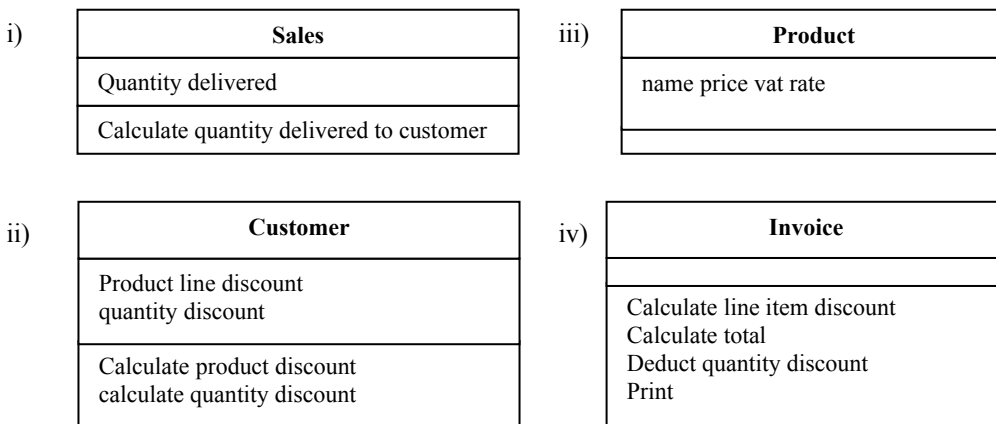 i)
Sales
Quantity delivered
Calculate quantity delivered to customer
iii)
Product
name price vat rate
ii)
Customer
Product line discount
quantity discount
Calculate product discount
calculate quantity discount
iv)
Invoice
Calculate line item discount
Calculate total
Deduct quantity discount
Print